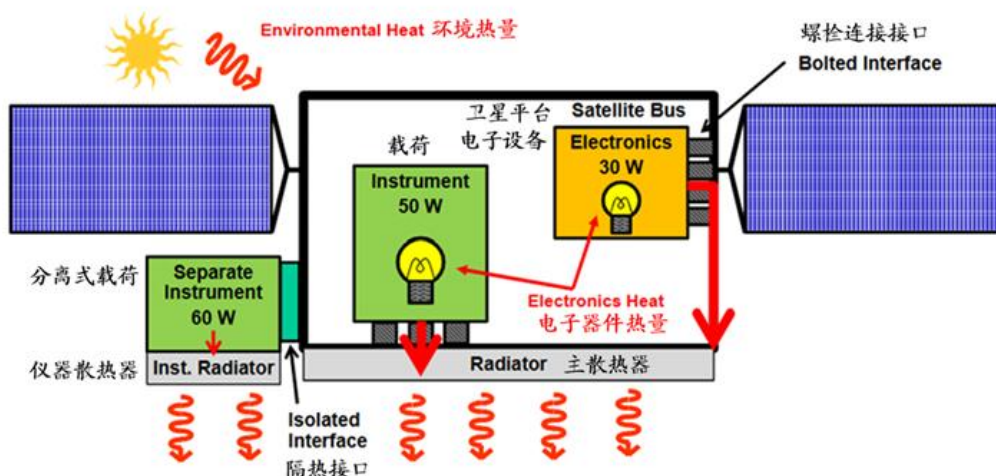 Environmental Heat 环境热量
螺拴连接接口
Bolted Interface
卫星平台
电子设备
Satellite Bus
Electronics
30 W
载荷
Instrument
50 W
分离式载荷
Separate
Instrument
60 W
Electronics Heat
电子器件热量
仪器散热器
Inst. Radiator
Radiator 主散热器
Isolated
Interface
隔热接口